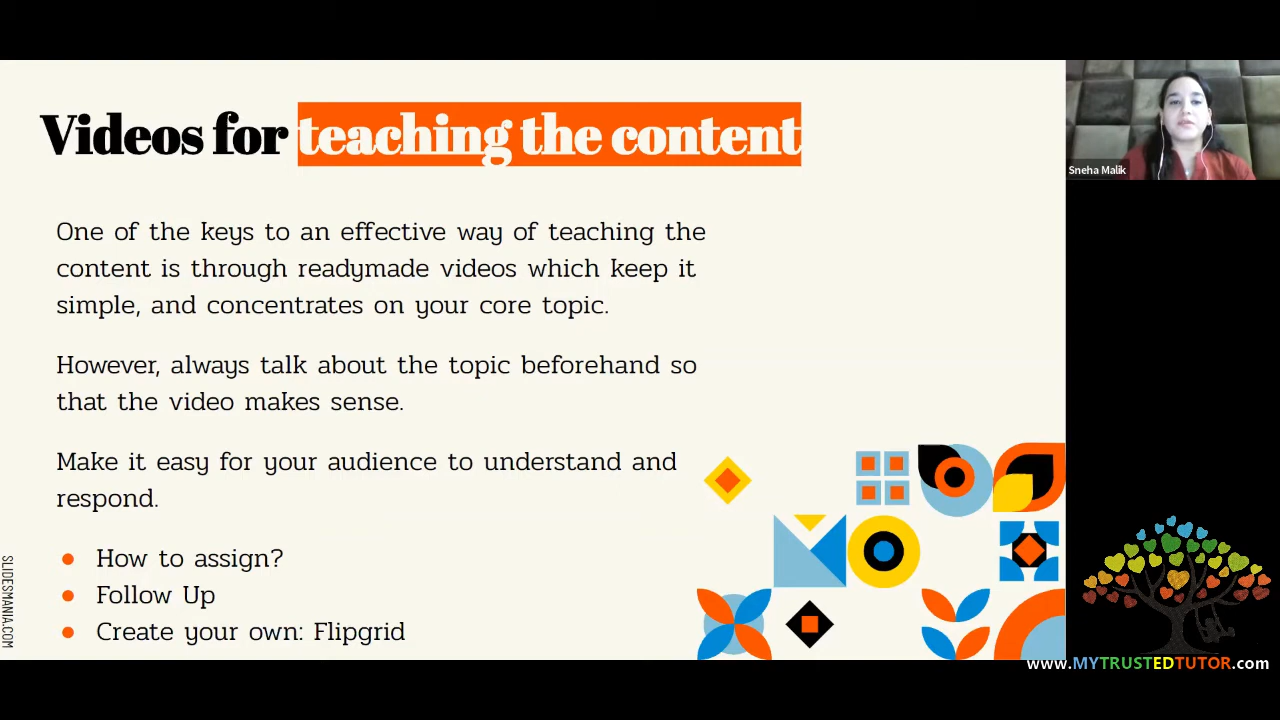 Videos for teaching the content
One of the keys to an effective way of teaching the
content is through readymade videos which keep it
simple, and concentrates on your core topic.
However, always talk about the topic beforehand so
that the video makes sense.
Make it easy for your audience to understand and
respond.
How to assign?
Follow Up
Create your own: Flipgrid
SLIDESMANIA.COM
Sneha Malik
www.MYTRUSTEDTUTOR.com